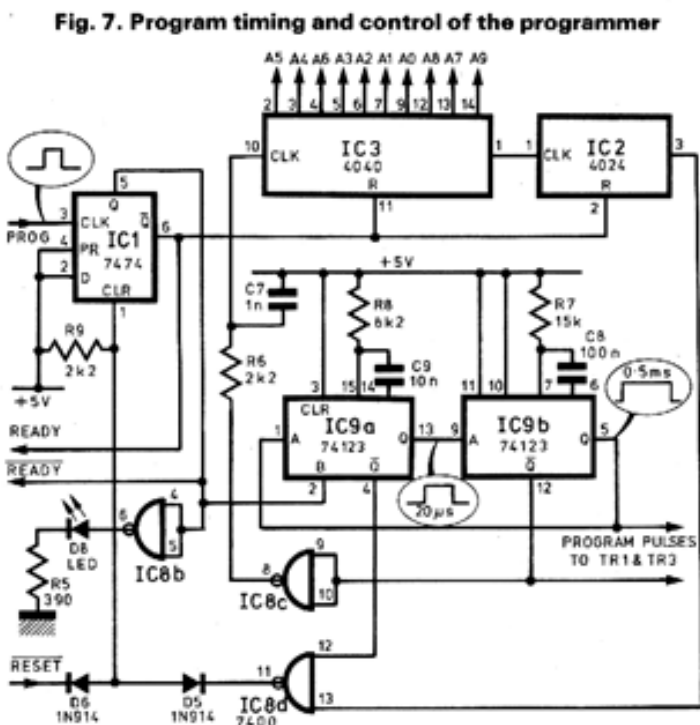 Fig. 7. Program timing and control of the programmer
A5 A4 A6 A3 A2 A1 A0 A8 A7 A9
2 3 4 5 6 7 9 12 13 14
10 CLK IC3 4040 R 11 1
1 CLK IC2 4024 R 2 3
5
Q
3 CLK Q̅ 6
PROG
4 PR IC1
2 D 7474
CLR
1
+5V
C7 1n
R8 6k2
R7 15k
C8 100n
R9 2k2
R6 2k2
C9 10n
0·5ms
+5V
3 15 14
11 10 7 6
CLR
1 A IC9a Q 13
74123
B Q̅
2 4
9 A IC9b Q 5
74123
Q̅
12
20µs
READY
R̅E̅A̅D̅Y̅
6 4 5
D8 LED
IC8b
R5 390
PROGRAM PULSES
TO TR1 & TR3
8 9 10
IC8c
R̅E̅S̅E̅T̅
D6 1N914
D5 1N914
11 12 13
IC8d
7400